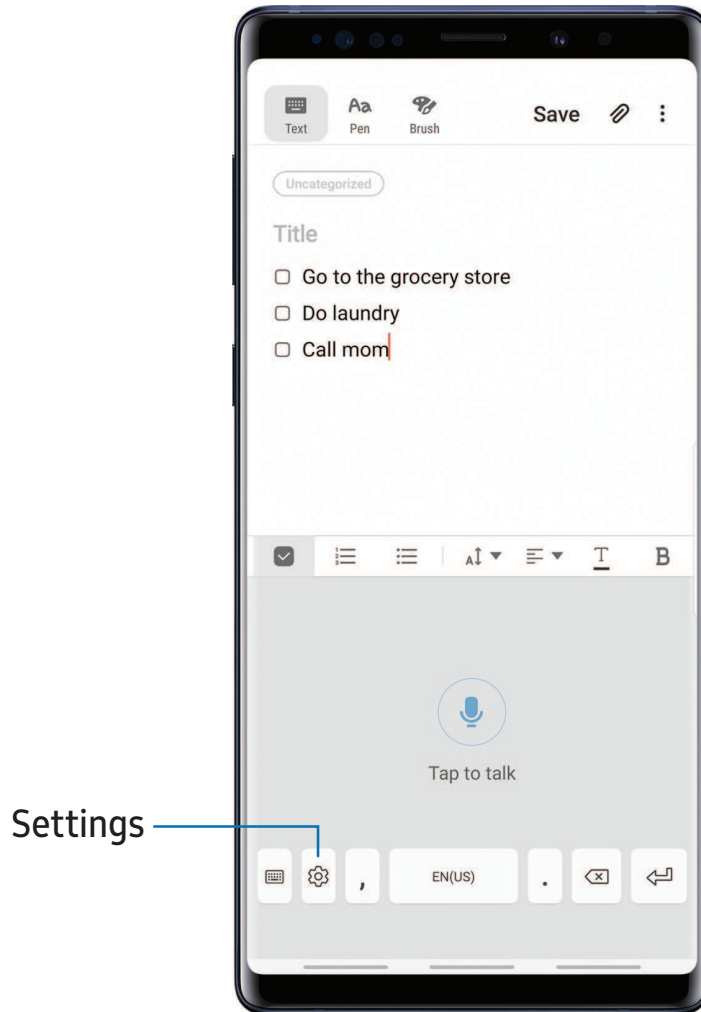 Text
Aa
Pen
Brush
Save
Uncategorized
Title
Go to the grocery store
Do laundry
Call mom
A
T
B
Tap to talk
Settings
,
EN(US)
.